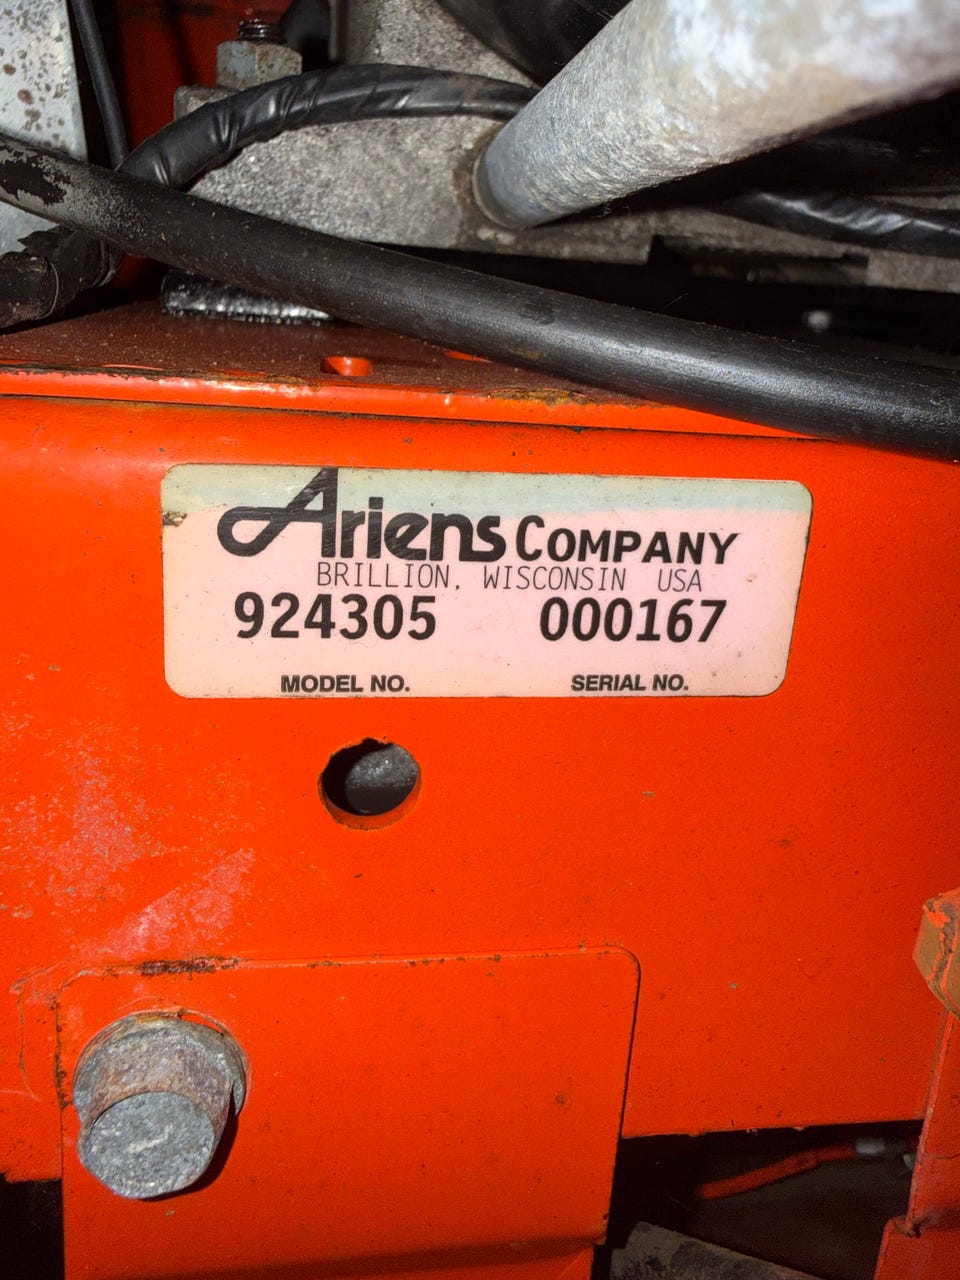 Ariens COMPANY
BRILLION, WISCONSIN USA
924305 000167
MODEL NO. SERIAL NO.